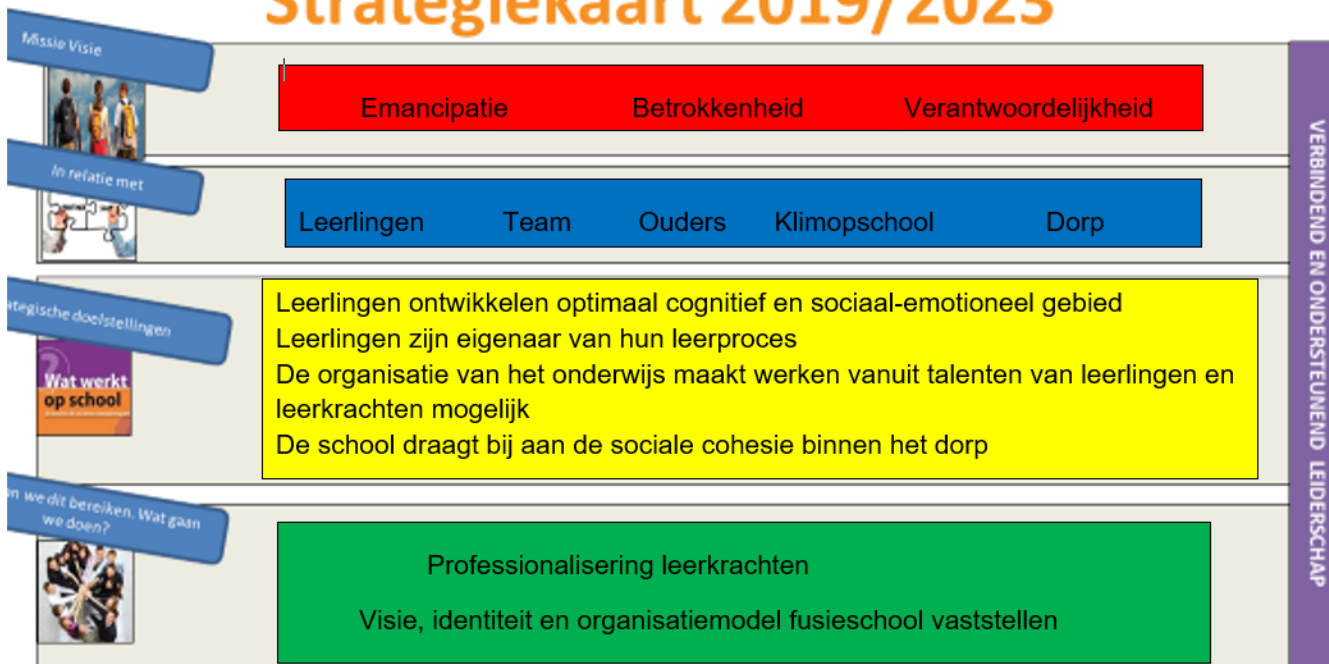 Strategiekaart 2019/2023
Missie Visie
Emancipatie Betrokkenheid Verantwoordelijkheid
In relatie met
Leerlingen Team Ouders Klimopschool Dorp
ategische doelstellingen
Wat werkt
op school
Leerlingen ontwikkelen optimaal cognitief en sociaal-emotioneel gebied
Leerlingen zijn eigenaar van hun leerproces
De organisatie van het onderwijs maakt werken vanuit talenten van leerlingen en
leerkrachten mogelijk
De school draagt bij aan de sociale cohesie binnen het dorp
n we dit bereiken. Wat gaan
we doen?
Professionalisering leerkrachten
Visie, identiteit en organisatiemodel fusieschool vaststellen
VERBINDEND EN ONDERSTEUNEND LEIDERSCHAP